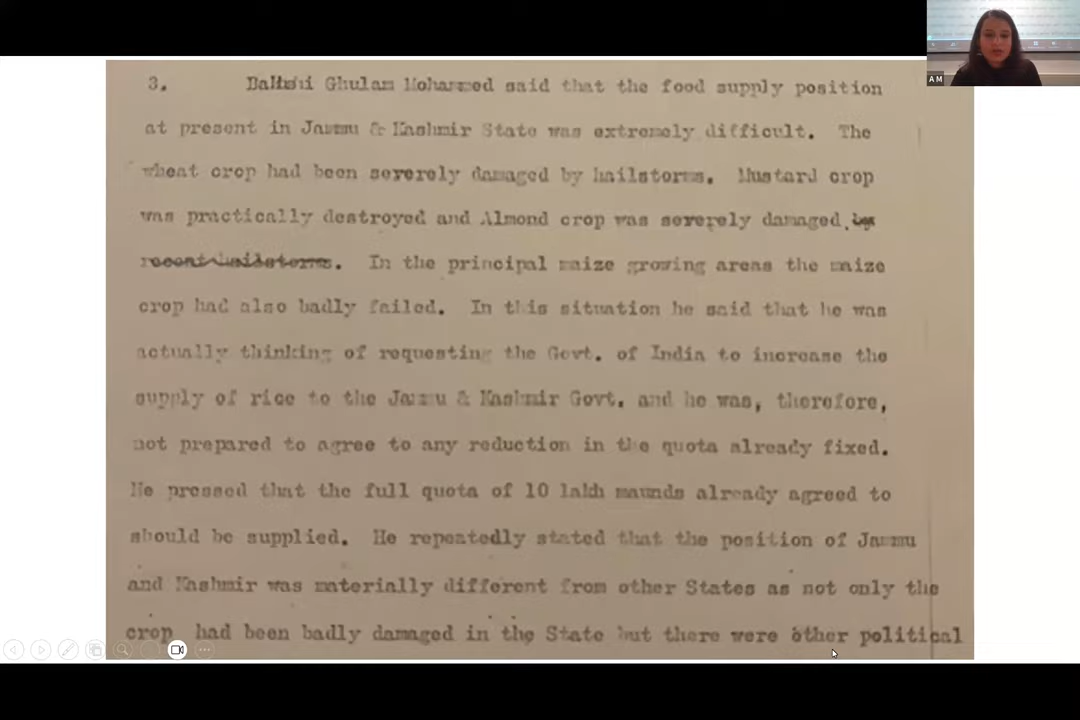 AM
3. Bakhshi Ghulam Mohammed said that the food supply position
at present in Jammu & Kashmir State was extremely difficult. The
wheat crop had been severely damaged by hailstorms. Mustard crop
was practically destroyed and Almond crop was severely damaged, by
recent hailstorms. In the principal maize growing areas the maize
crop had also badly failed. In this situation he said that he was
actually thinking of requesting the Govt. of India to increase the
supply of rice to the Jammu & Kashmir Govt. and he was, therefore,
not prepared to agree to any reduction in the quota already fixed.
He pressed that the full quota of 10 lakh maunds already agreed to
should be supplied. He repeatedly stated that the position of Jammu
and Kashmir was materially different from other States as not only the
crop had been badly damaged in the State but there were other political